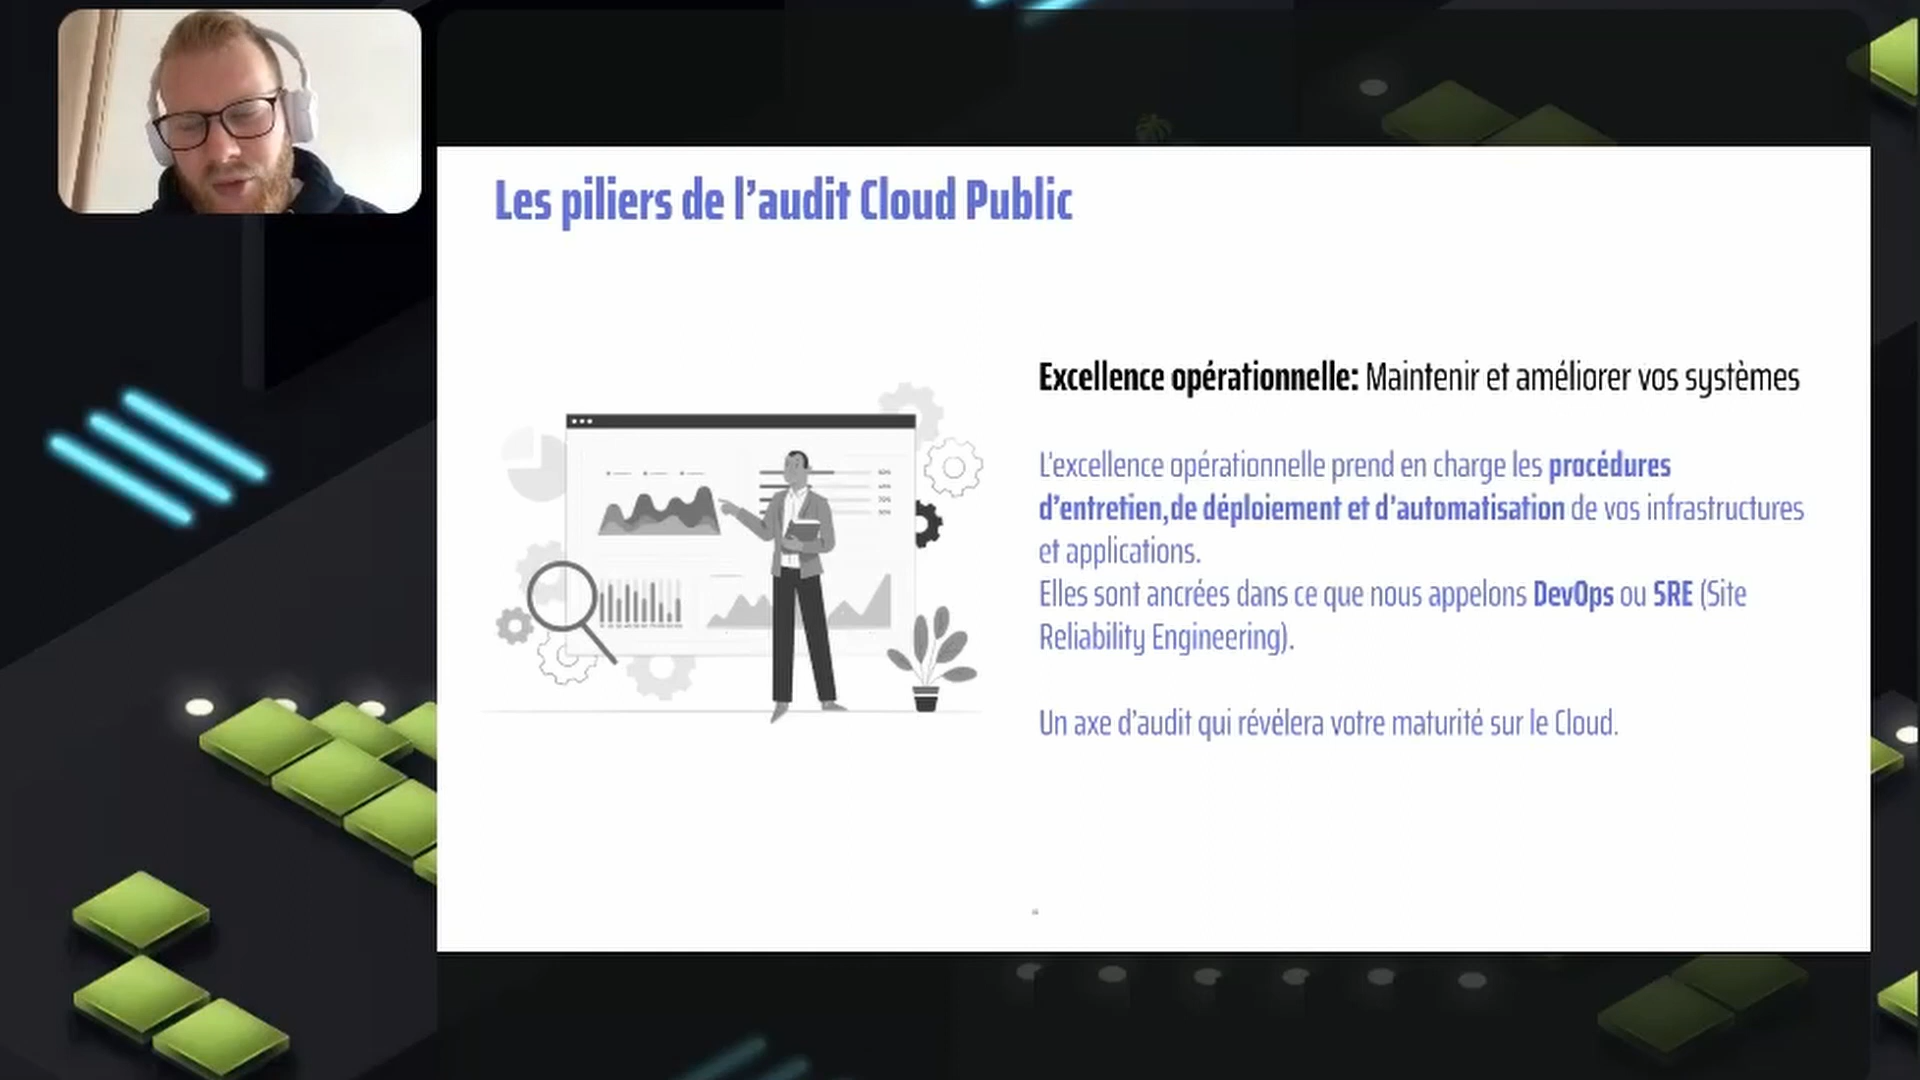 Les piliers de l'audit Cloud Public
Excellence opérationnelle: Maintenir et améliorer vos systèmes
L'excellence opérationnelle prend en charge les procédures
d'entretien,de déploiement et d'automatisation de vos infrastructures
et applications.
Elles sont ancrées dans ce que nous appelons DevOps ou SRE (Site
Reliability Engineering).
Un axe d'audit qui révélera votre maturité sur le Cloud.